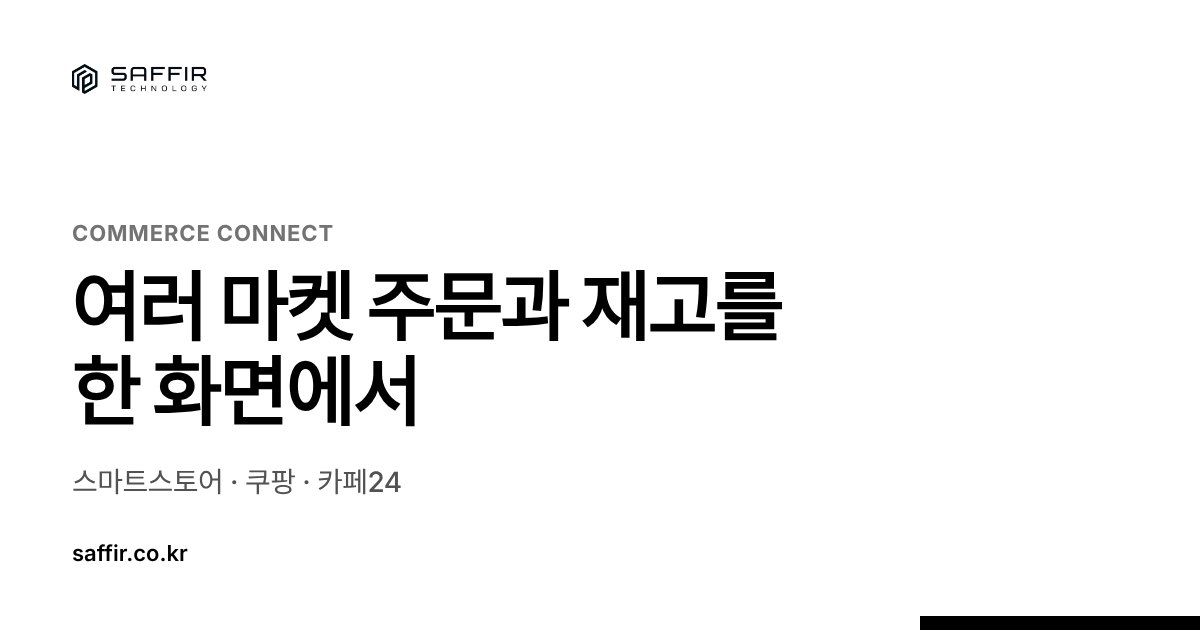 SAFFIR
TECHNOLOGY
COMMERCE CONNECT
여러 마켓 주문과 재고를
한 화면에서
스마트스토어 · 쿠팡 · 카페24
saffir.co.kr